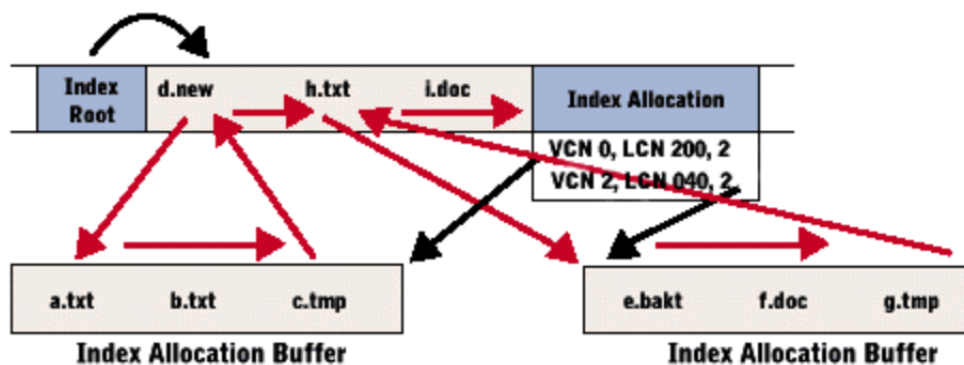 Index Root
d.new
h.txt
i.doc
Index Allocation
VCN 0, LCN 200, 2
VCN 2, LCN 040, 2
a.txt
b.txt
c.tmp
Index Allocation Buffer
e.bakt
f.doc
g.tmp
Index Allocation Buffer